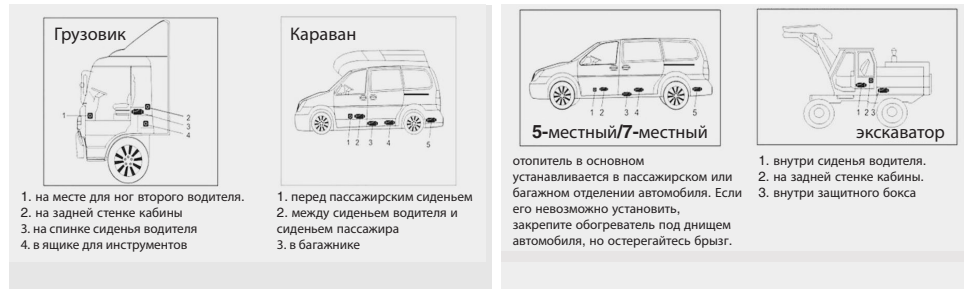 Грузовик
1
2
3
4
1. на месте для ног второго водителя.
2. на задней стенке кабины
3. на спинке сиденья водителя
4. в ящике для инструментов
Караван
1 2 3 4 5
1. перед пассажирским сиденьем
2. между сиденьем водителя и
сиденьем пассажира
3. в багажнике
1 2 3 4 5
5-местный/7-местный
отопитель в основном
устанавливается в пассажирском или
багажном отделении автомобиля. Если
его невозможно установить,
закрепите обогреватель под днищем
автомобиля, но остерегайтесь брызг.
1 2 3
экскаватор
1. внутри сиденья водителя.
2. на задней стенке кабины.
3. внутри защитного бокса